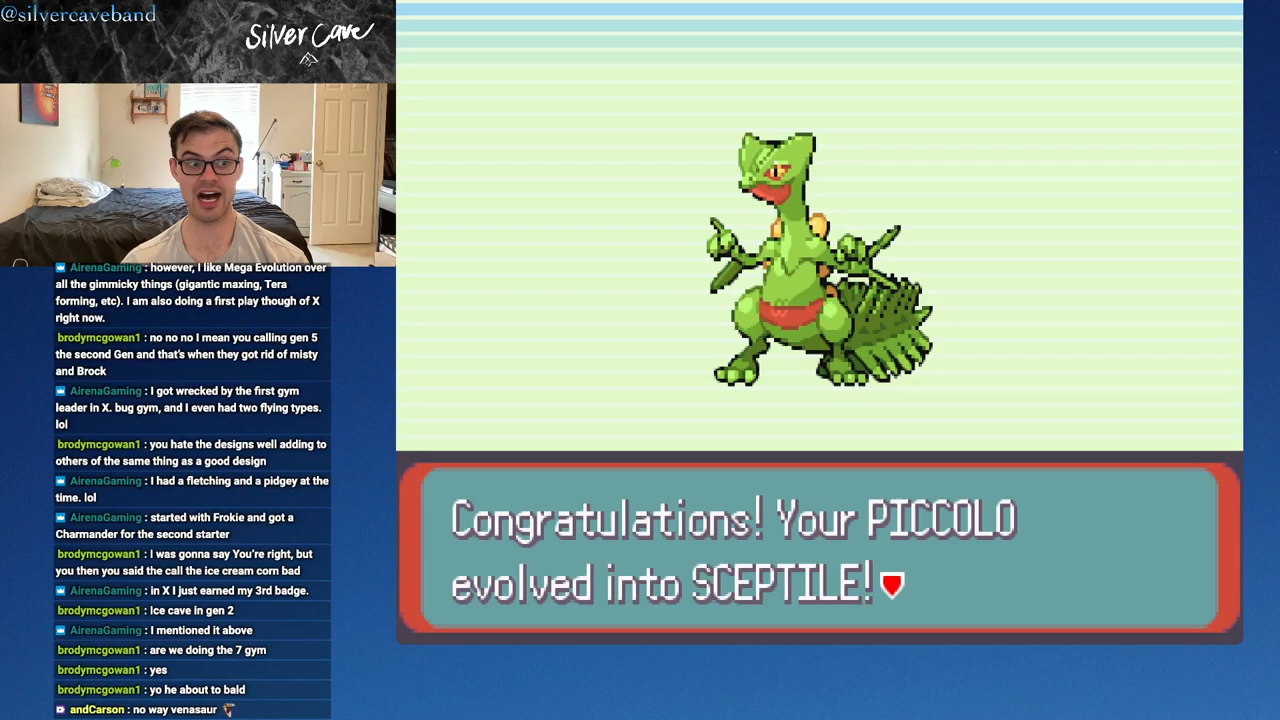 @silvercaveband
Silver Cave
AirenaGaming : however, I like Mega Evolution over
all the gimmicky things (gigantic maxing, Tera
forming, etc). I am also doing a first play though of X
right now.
brodymcgowan1 : no no no I mean you calling gen 5
the second Gen and that's when they got rid of misty
and Brock
AirenaGaming : I got wrecked by the first gym
leader in X. bug gym, and I even had two flying types.
lol
brodymcgowan1 : you hate the designs well adding to
others of the same thing as a good design
AirenaGaming : I had a fletching and a pidgey at the
time. lol
AirenaGaming : started with Frokie and got a
Charmander for the second starter
brodymcgowan1 : I was gonna say You're right, but
you then you said the call the ice cream corn bad
AirenaGaming : in X I just earned my 3rd badge.
brodymcgowan1 : Ice cave in gen 2
AirenaGaming : I mentioned it above
brodymcgowan1 : are we doing the 7 gym
brodymcgowan1 : yes
brodymcgowan1 : yo he about to bald
andCarson : no way venasaur
Congratulations! Your PICCOLO
evolved into SCEPTILE!